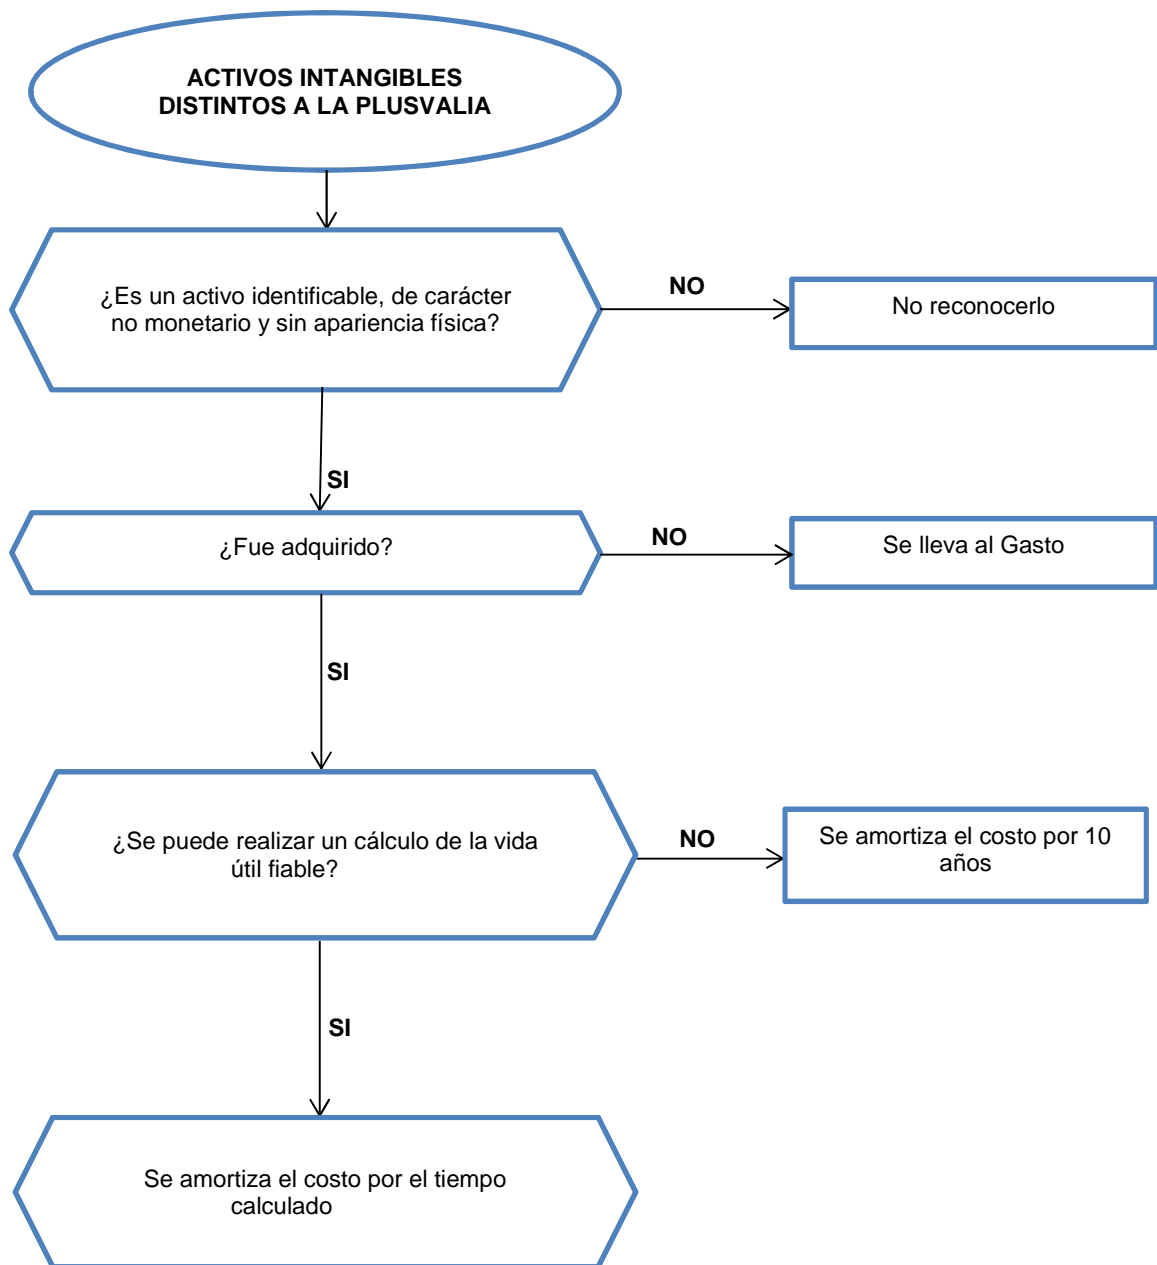 ACTIVOS INTANGIBLES
DISTINTOS A LA PLUSVALIA
¿Es un activo identificable, de carácter
no monetario y sin apariencia física?
NO
No reconocerlo
SI
¿Fue adquirido?
NO
Se lleva al Gasto
SI
¿Se puede realizar un cálculo de la vida
útil fiable?
NO
Se amortiza el costo por 10
años
SI
Se amortiza el costo por el tiempo
calculado